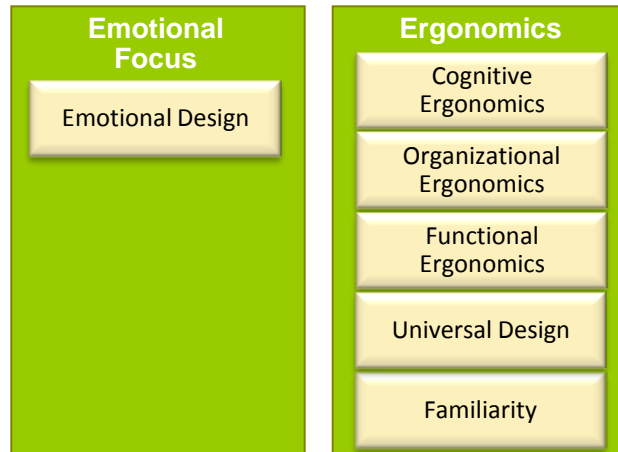 Emotional
Focus
Emotional Design
Ergonomics
Cognitive
Ergonomics
Organizational
Ergonomics
Functional
Ergonomics
Universal Design
Familiarity